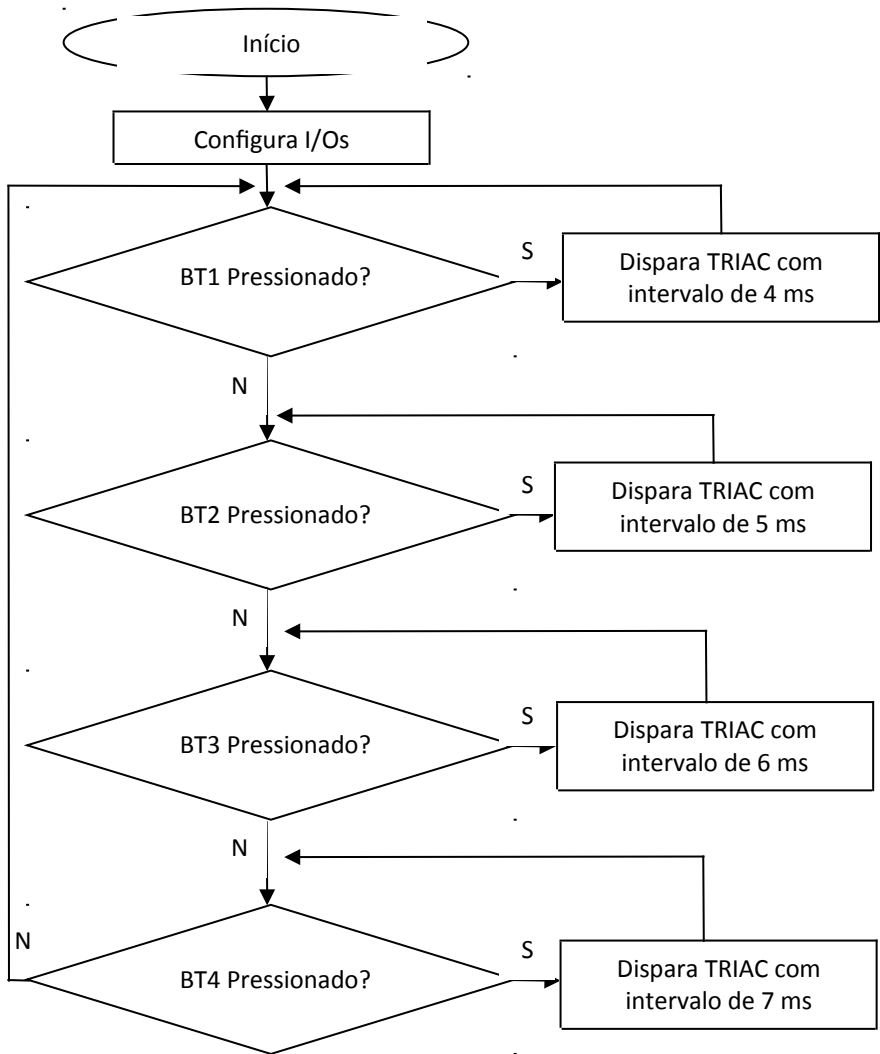 Início
Configura I/Os
BT1 Pressionado?
S
Dispara TRIAC com
intervalo de 4 ms
N
BT2 Pressionado?
S
Dispara TRIAC com
intervalo de 5 ms
N
BT3 Pressionado?
S
Dispara TRIAC com
intervalo de 6 ms
N
N
BT4 Pressionado?
S
Dispara TRIAC com
intervalo de 7 ms